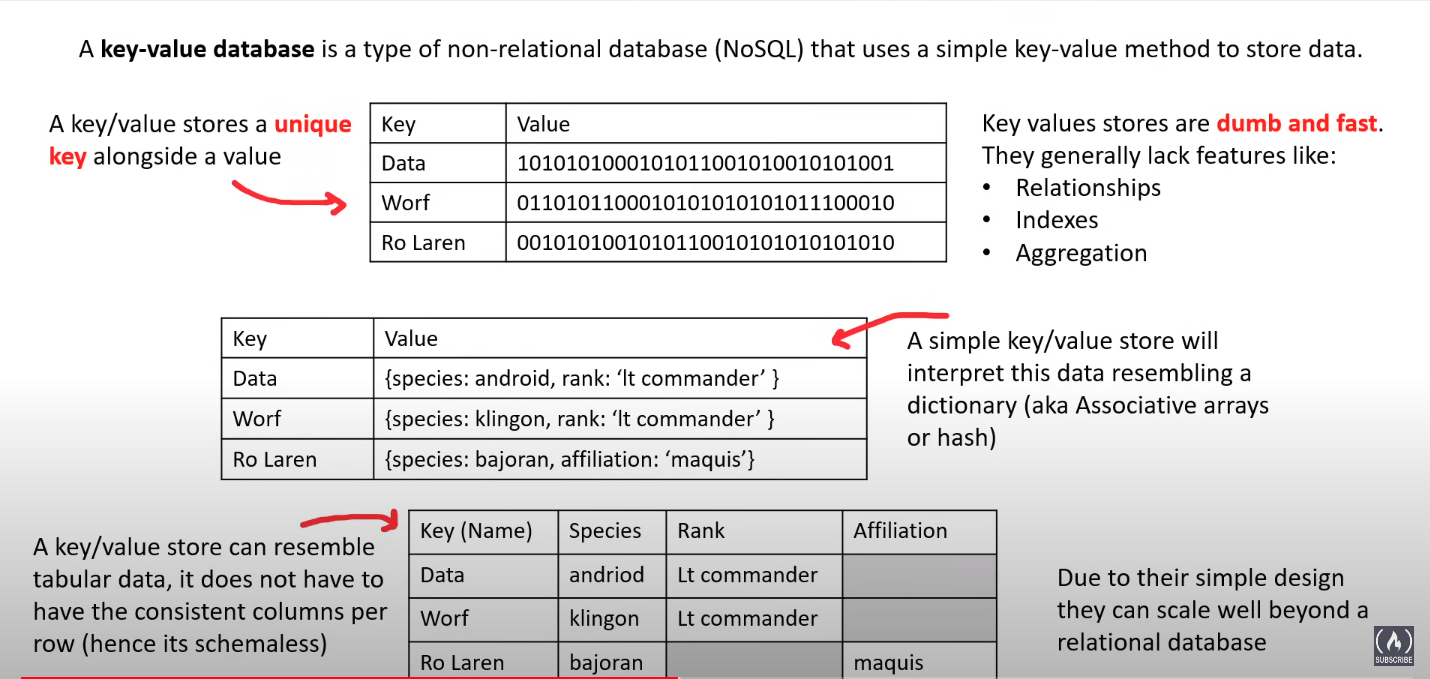 A key-value database is a type of non-relational database (NoSQL) that uses a simple key-value method to store data.
A key/value stores a unique
key alongside a value
Key Value
Data 1010101000101011001010010101001
Worf 0110101100010101010101011100010
Ro Laren 0010101001010110010101010101010
Key values stores are dumb and fast.
They generally lack features like:
• Relationships
• Indexes
• Aggregation
Key Value
Data {species: android, rank: ‘lt commander’ }
Worf {species: klingon, rank: ‘lt commander’ }
Ro Laren {species: bajoran, affiliation: ‘maquis’}
A simple key/value store will
interpret this data resembling a
dictionary (aka Associative arrays
or hash)
A key/value store can resemble
tabular data, it does not have to
have the consistent columns per
row (hence its schemaless)
Key (Name) Species Rank Affiliation
Data andriod Lt commander
Worf klingon Lt commander
Ro Laren bajoran maquis
Due to their simple design
they can scale well beyond a
relational database
SUBSCRIBE